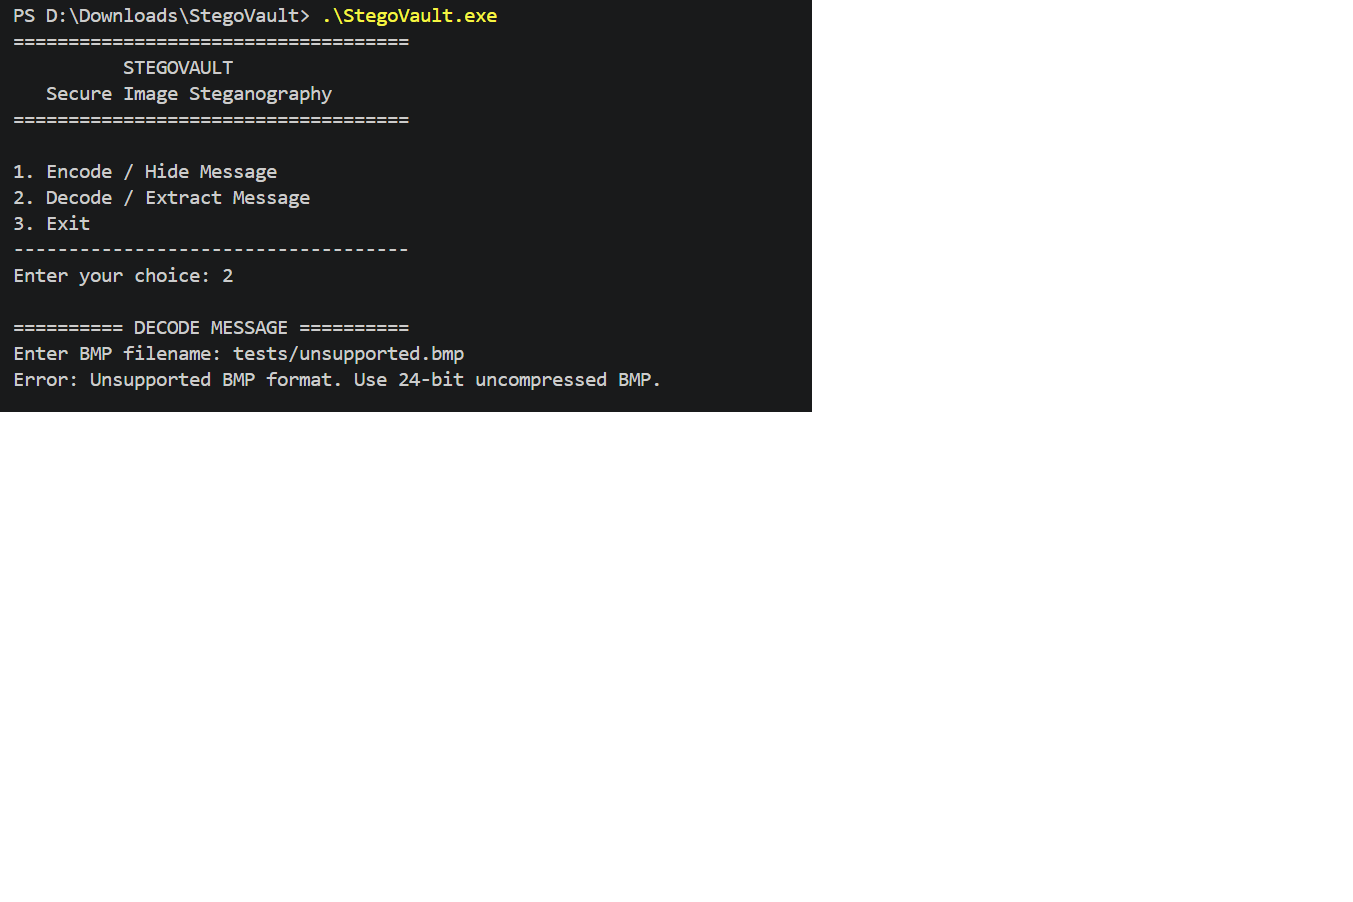 PS D:\Downloads\StegoVault> .\StegoVault.exe
====================================
          STEGOVAULT
   Secure Image Steganography
====================================

1. Encode / Hide Message
2. Decode / Extract Message
3. Exit
------------------------------------
Enter your choice: 2

========== DECODE MESSAGE ==========
Enter BMP filename: tests/unsupported.bmp
Error: Unsupported BMP format. Use 24-bit uncompressed BMP.